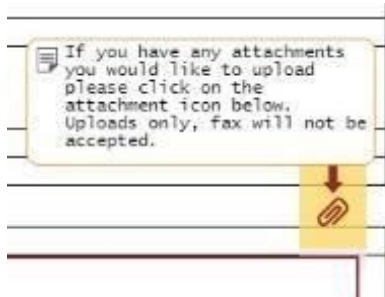 If you have any attachments
you would like to upload
please click on the
attachment icon below.
Uploads only, fax will not be
accepted.